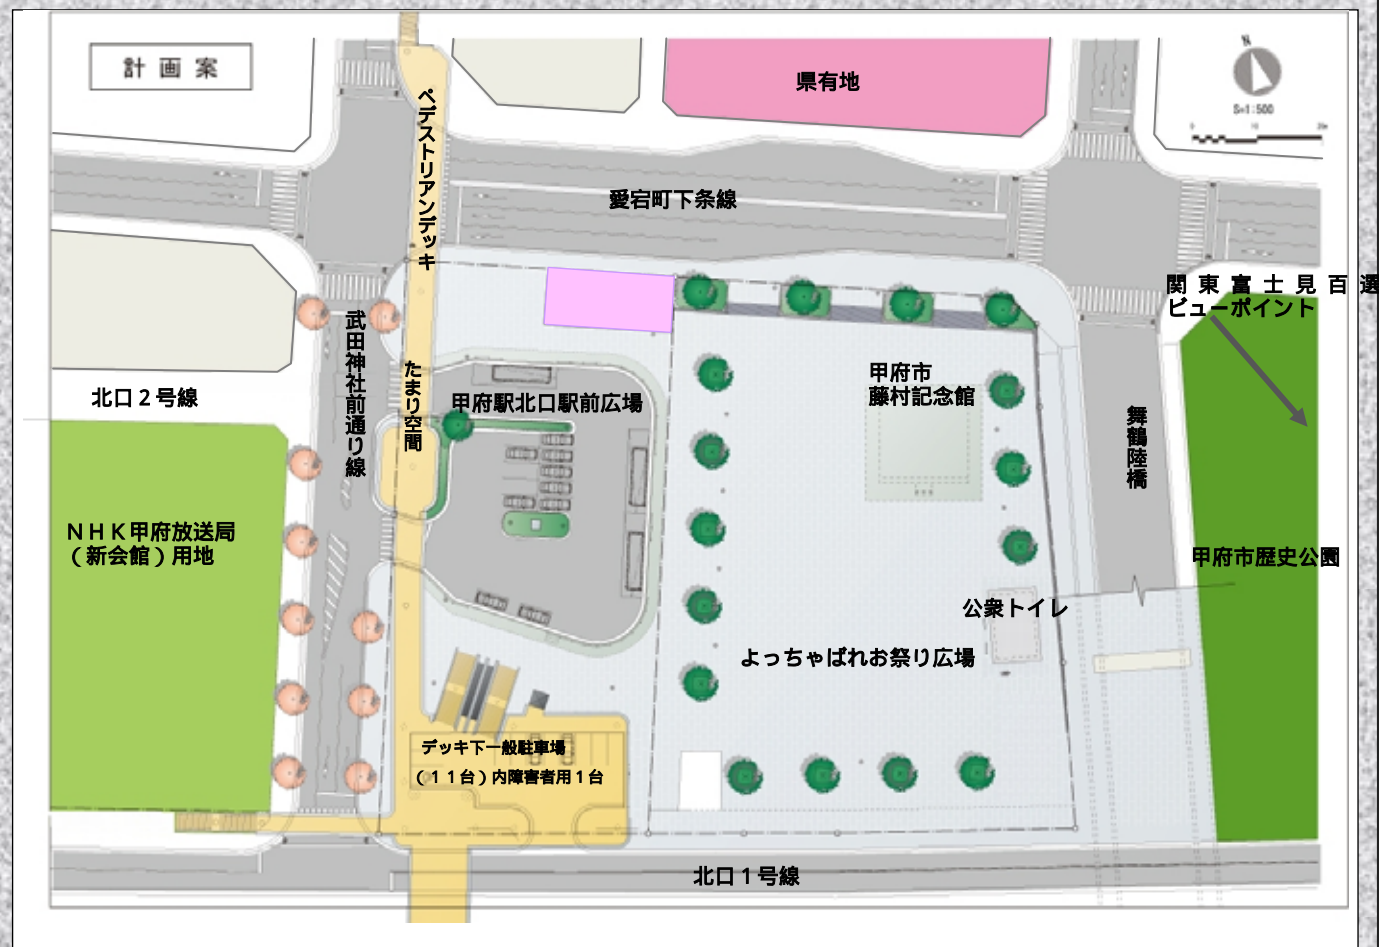 計画案
県有地
N
S=1:500
0 10 20m
ペデストリアンデッキ
愛宕町下条線
関東富士見百選
ビューポイント
武田神社前通り線
たまり空間
甲府市
藤村記念館
北口２号線
甲府駅北口駅前広場
舞鶴陸橋
ＮＨＫ甲府放送局
（新会館）用地
甲府市歴史公園
公衆トイレ
よっちゃばれお祭り広場
デッキ下一般駐車場
（１１台）内障害者用１台
北口１号線